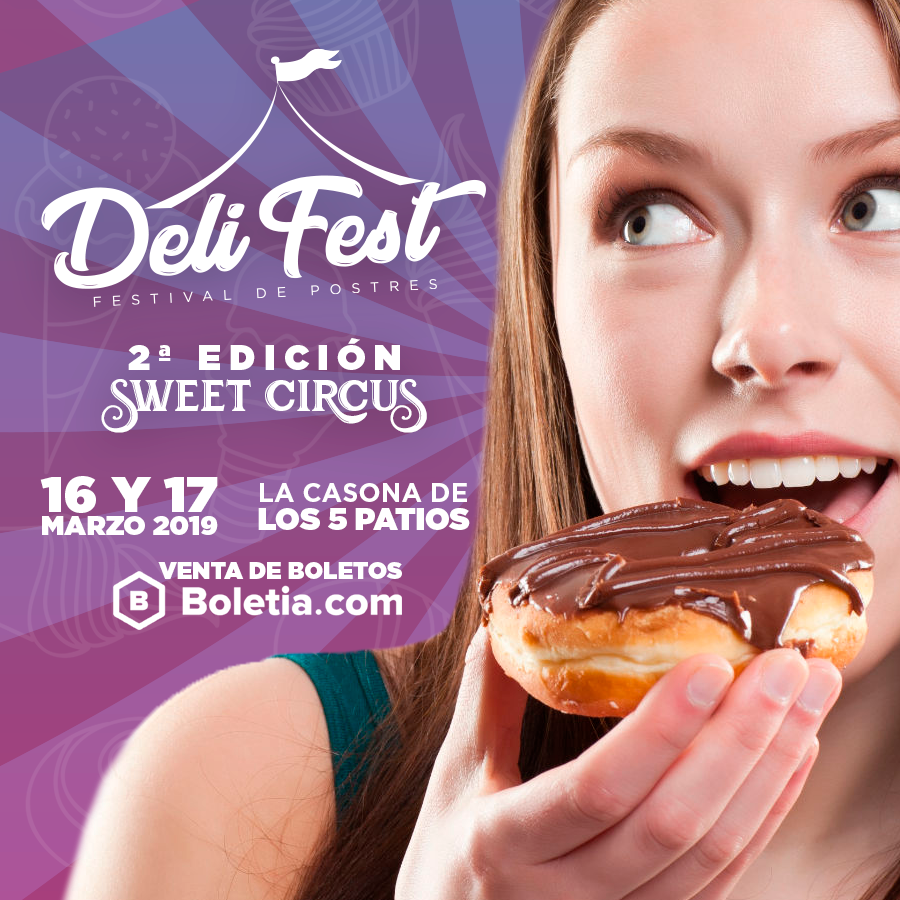 Deli Fest
FESTIVAL DE POSTRES
2ª EDICIÓN
SWEET CIRCUS
16 Y 17
MARZO 2019
LA CASONA DE
LOS 5 PATIOS
VENTA DE BOLETOS
B Boletia.com